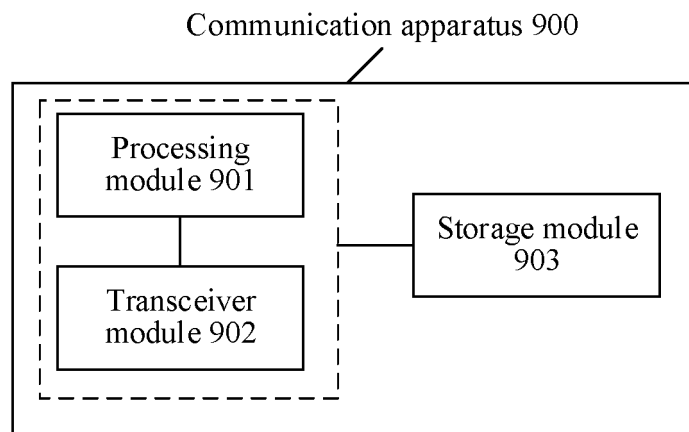 Communication apparatus 900
Processing
module 901
Transceiver
module 902
Storage module
903